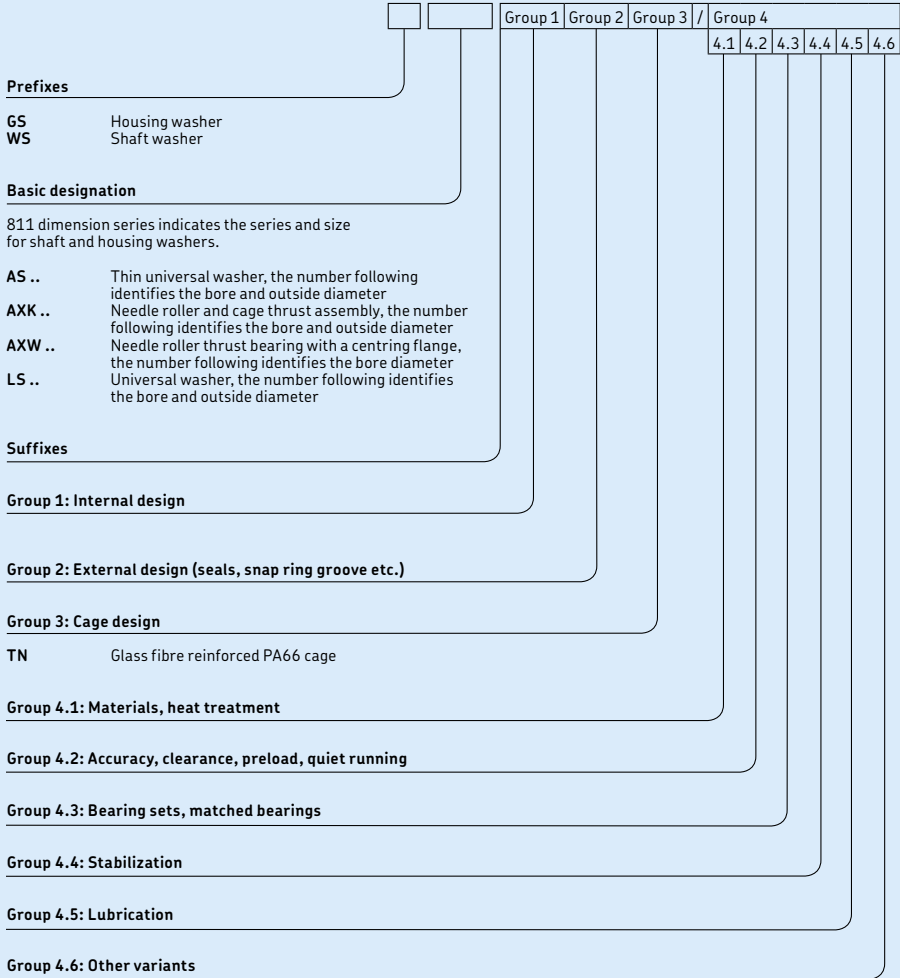 Group 1 Group 2 Group 3 / Group 4
4.1 4.2 4.3 4.4 4.5 4.6
Prefixes
GS Housing washer
WS Shaft washer
Basic designation
811 dimension series indicates the series and size
for shaft and housing washers.
AS .. Thin universal washer, the number following
identifies the bore and outside diameter
AXK .. Needle roller and cage thrust assembly, the number
following identifies the bore and outside diameter
AXW .. Needle roller thrust bearing with a centring flange,
the number following identifies the bore diameter
LS .. Universal washer, the number following identifies
the bore and outside diameter
Suffixes
Group 1: Internal design
Group 2: External design (seals, snap ring groove etc.)
Group 3: Cage design
TN Glass fibre reinforced PA66 cage
Group 4.1: Materials, heat treatment
Group 4.2: Accuracy, clearance, preload, quiet running
Group 4.3: Bearing sets, matched bearings
Group 4.4: Stabilization
Group 4.5: Lubrication
Group 4.6: Other variants